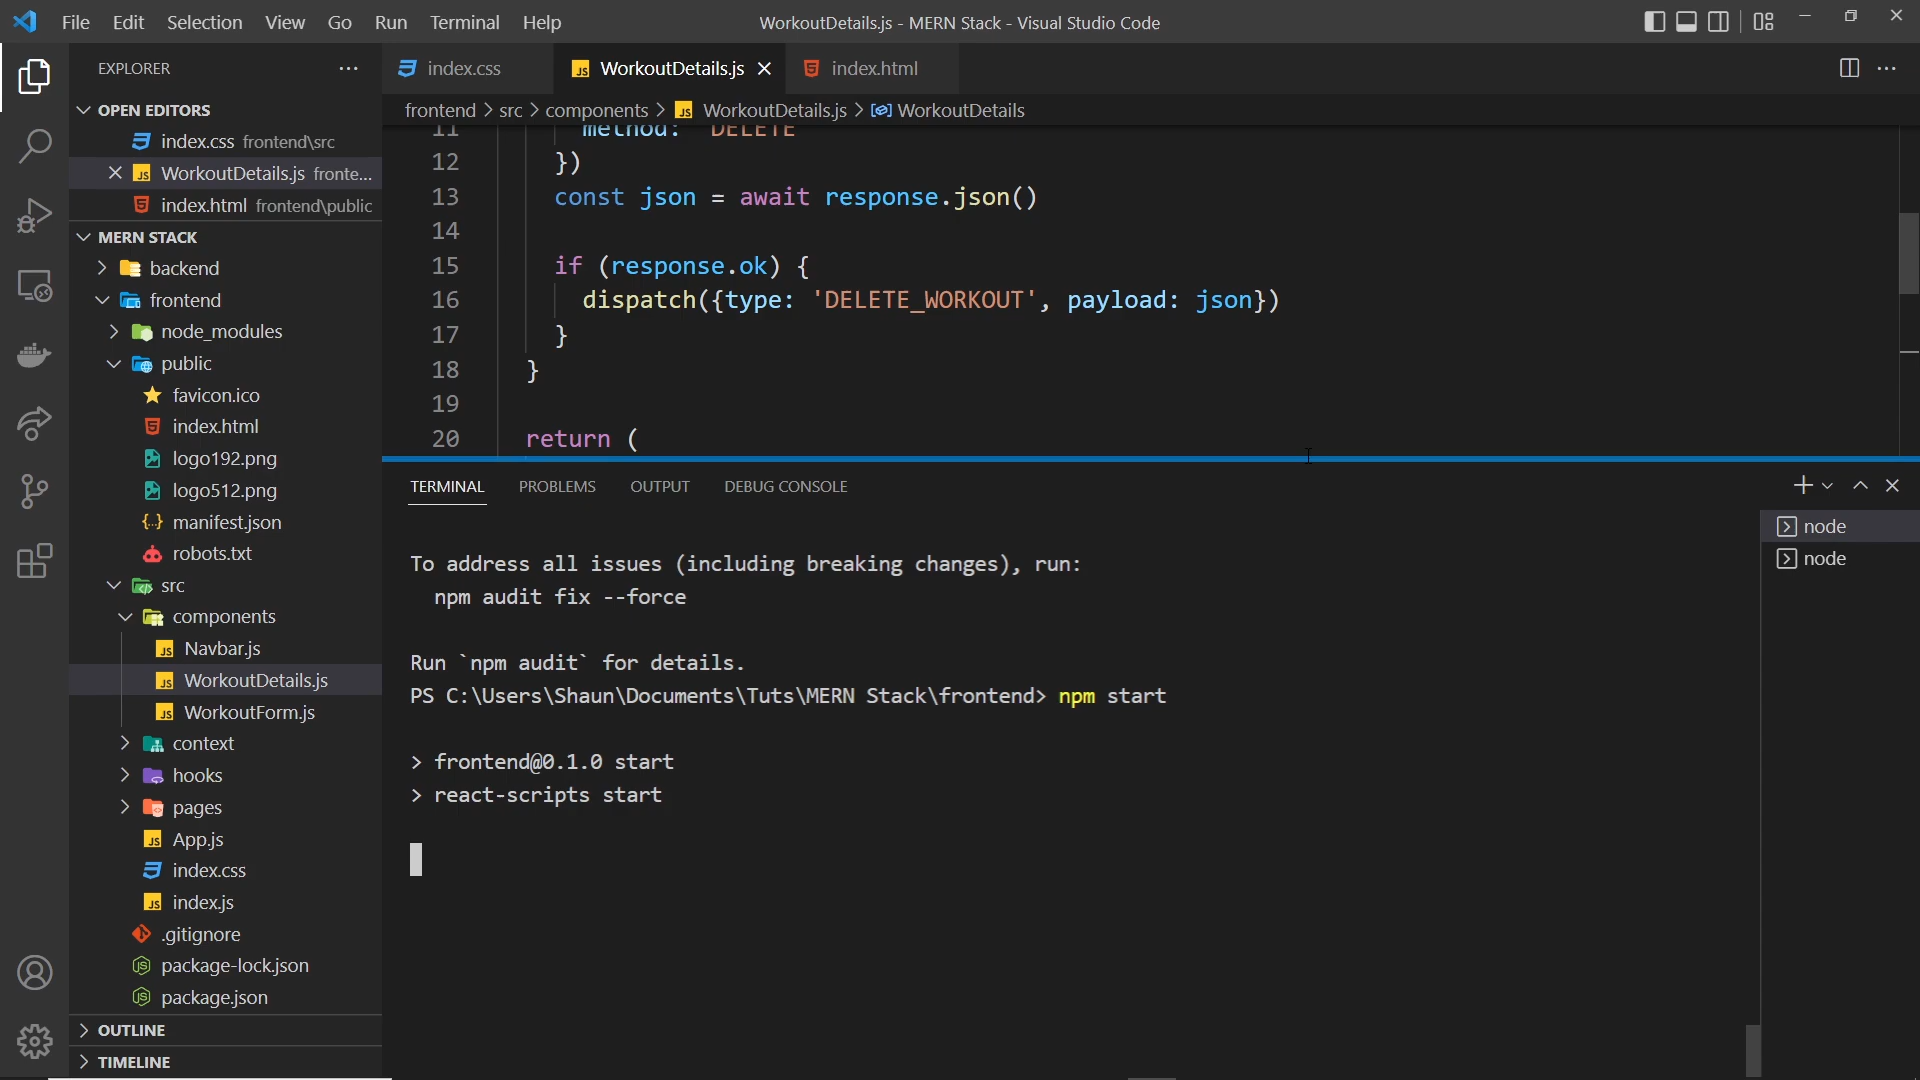 File Edit Selection View Go Run Terminal Help
WorkoutDetails.js - MERN Stack - Visual Studio Code
EXPLORER
OPEN EDITORS
index.css frontend\src
WorkoutDetails.js fronte...
index.html frontend\public
MERN STACK
backend
frontend
node_modules
public
favicon.ico
index.html
logo192.png
logo512.png
manifest.json
robots.txt
src
components
Navbar.js
WorkoutDetails.js
WorkoutForm.js
context
hooks
pages
App.js
index.css
index.js
.gitignore
package-lock.json
package.json
OUTLINE
TIMELINE
index.css WorkoutDetails.js index.html
frontend > src > components > WorkoutDetails.js > WorkoutDetails
11 method: 'DELETE'
12 })
13 const json = await response.json()
14
15 if (response.ok) {
16 dispatch({type: 'DELETE_WORKOUT', payload: json})
17 }
18 }
19
20 return (
TERMINAL PROBLEMS OUTPUT DEBUG CONSOLE
node
node
To address all issues (including breaking changes), run:
npm audit fix --force
Run `npm audit` for details.
PS C:\Users\Shaun\Documents\Tuts\MERN Stack\frontend> npm start
> frontend@0.1.0 start
> react-scripts start